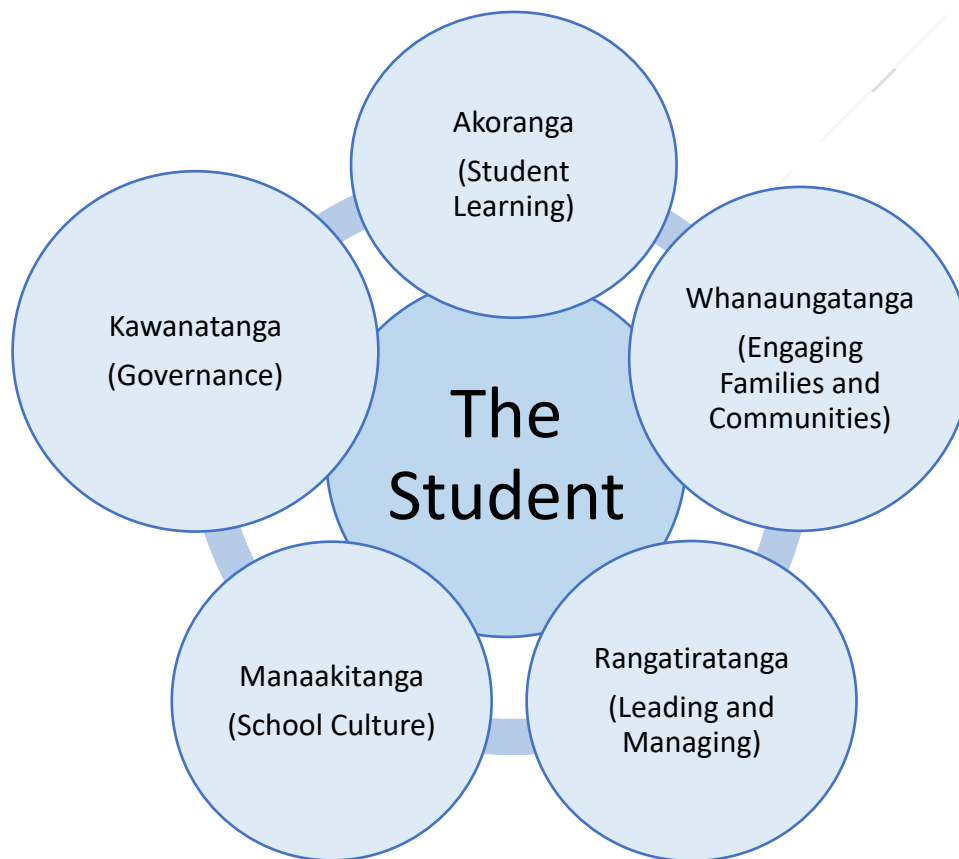 Akoranga
(Student
Learning)
Whanaungatanga
(Engaging
Families and
Communities)
Rangatiratanga
(Leading and
Managing)
Manaakitanga
(School Culture)
Kawanatanga
(Governance)
The
Student